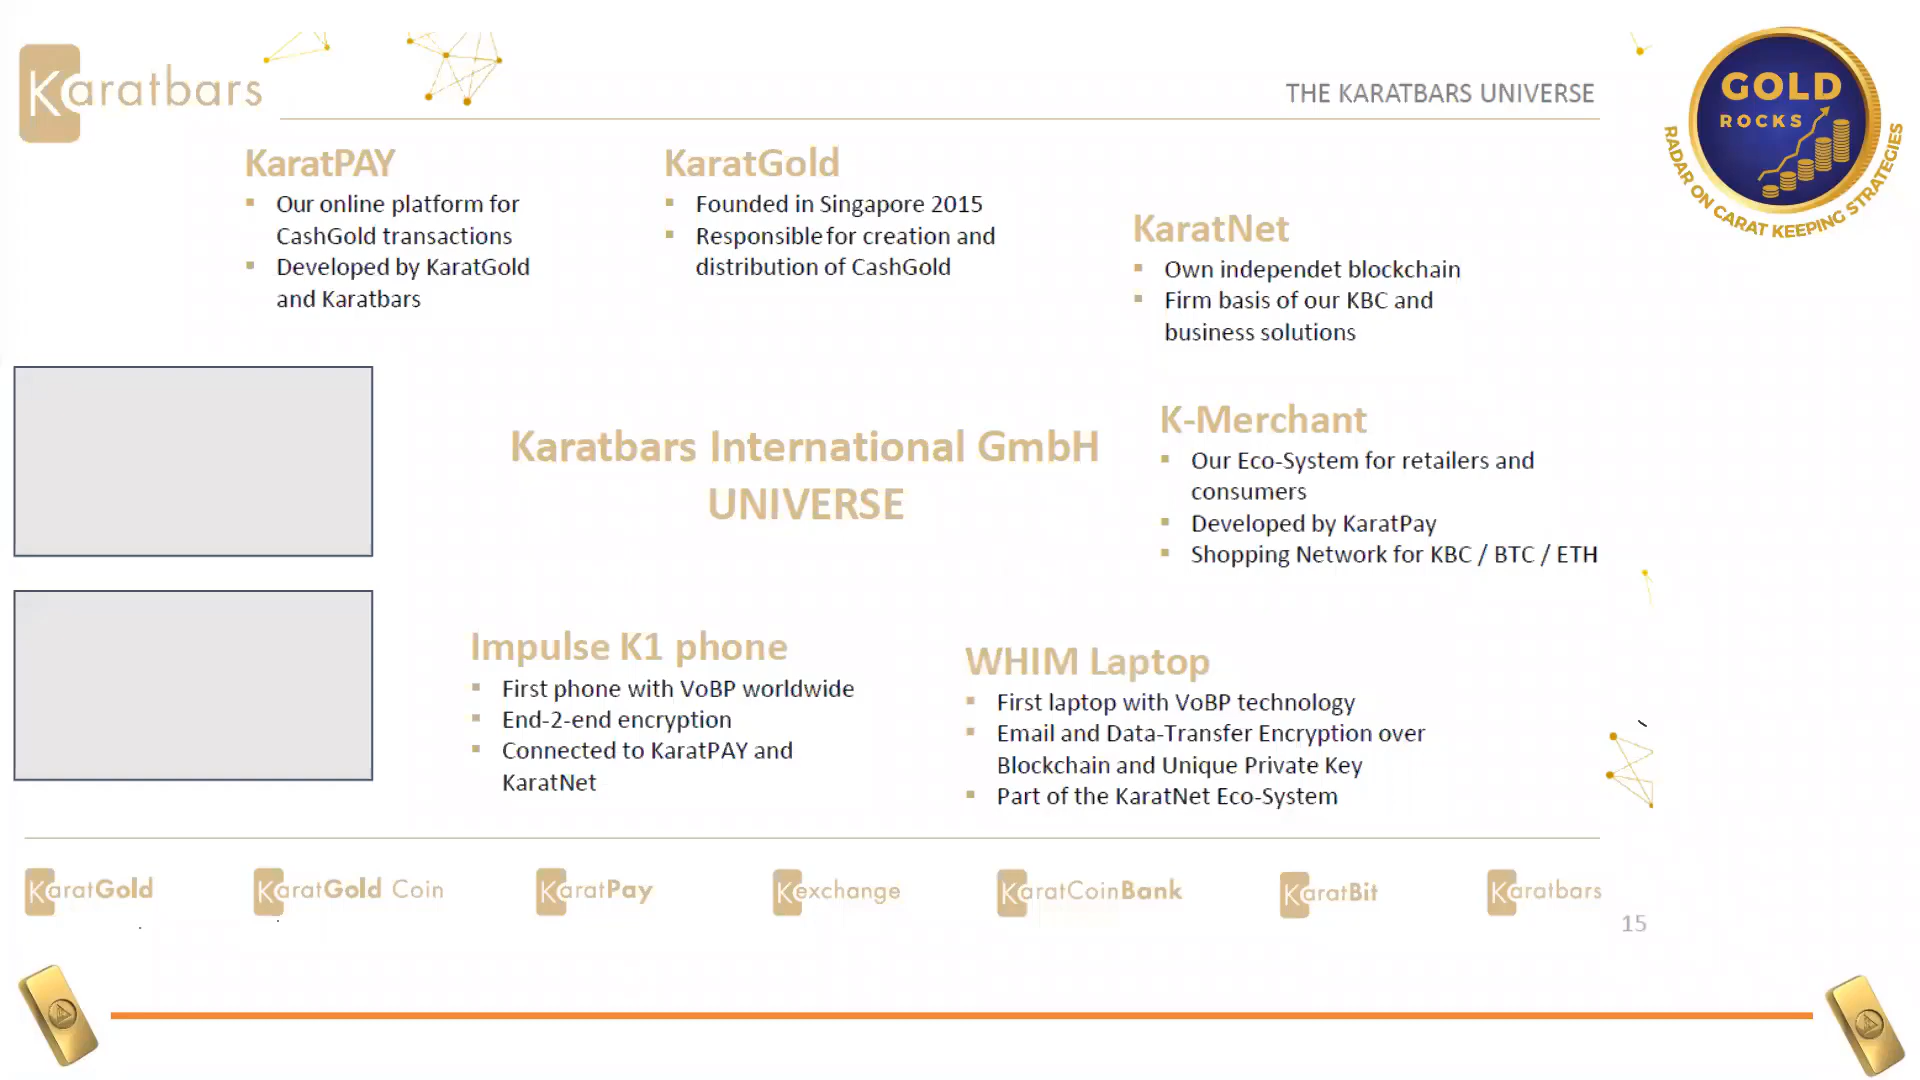 Karatbars
THE KARATBARS UNIVERSE
GOLD
ROCKS
RADAR ON CARAT KEEPING STRATEGIES
KaratPAY
Our online platform for
CashGold transactions
Developed by KaratGold
and Karatbars
KaratGold
Founded in Singapore 2015
Responsible for creation and
distribution of CashGold
KaratNet
Own independet blockchain
Firm basis of our KBC and
business solutions
Karatbars International GmbH
UNIVERSE
K-Merchant
Our Eco-System for retailers and
consumers
Developed by KaratPay
Shopping Network for KBC / BTC / ETH
Impulse K1 phone
First phone with VoBP worldwide
End-2-end encryption
Connected to KaratPAY and
KaratNet
WHIM Laptop
First laptop with VoBP technology
Email and Data-Transfer Encryption over
Blockchain and Unique Private Key
Part of the KaratNet Eco-System
KaratGold
KaratGold Coin
KaratPay
Kexchange
KaratCoinBank
KaratBit
Karatbars
15